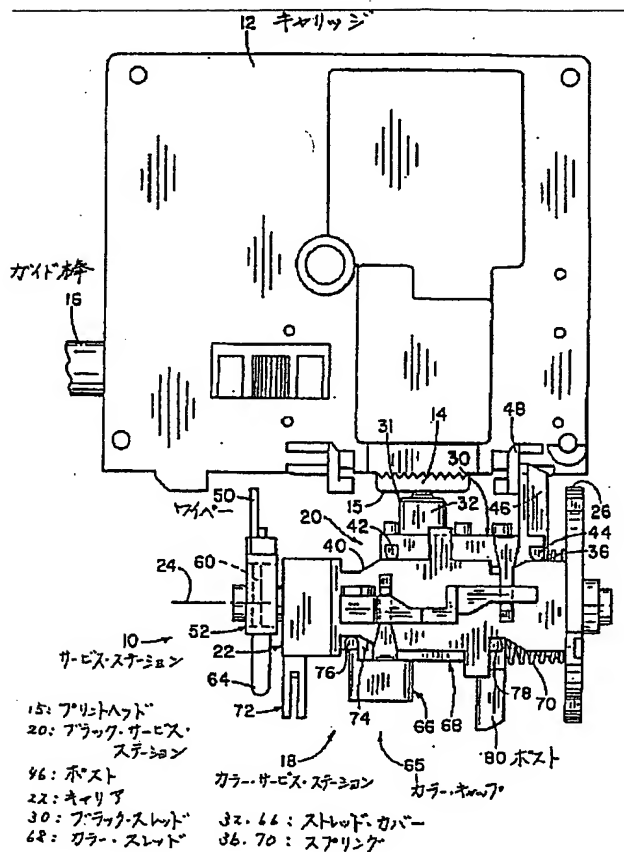 12 キャリッジ
ガイド棒
16
48
31
14
30
50
15
32
46
26
ワイパー
20
42
44
36
24
60
40
10
52
サービス・ステーション
22
76
78
70
64
74
66
68
72
80 ポスト
18
65
カラー・サービス・ステーション
カラー・キャップ
15: プリントヘッド
20: ブラック・サービス・
ステーション
46: ポスト
22: キャリア
30: ブラック・スレッド
68: カラー・スレッド
32.66: ストレッド・カバー
36.70: スプリング